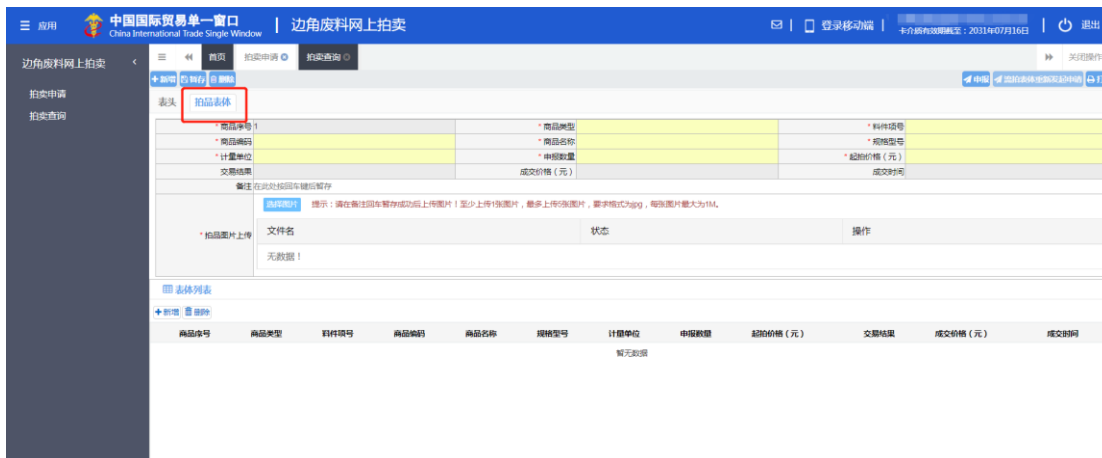 ☰ 应用 中国国际贸易单一窗口 | 边角废料网上拍卖 | 登录移动端 | 卡介质有效期截至：2031年07月16日 | 退出
China International Trade Single Window
边角废料网上拍卖
拍卖申请
拍卖查询
首页 拍卖申请 拍卖查询 关闭操作
+新增 暂存 删除 申报 流拍表体重新发起申请 打
表头 拍品表体
*商品序号 1 *商品类型 *料件项号
*商品编码 *商品名称 *规格型号
*计量单位 *申报数量 *起拍价格（元）
交易结果 成交价格（元） 成交时间
备注 在此处按回车键后暂存
选择图片 提示：请在备注回车暂存成功后上传图片！至少上传1张图片，最多上传5张图片，要求格式为jpg，每张图片最大为1M。
*拍品图片上传 文件名 状态 操作
无数据！
表体列表
+新增 删除
商品序号 商品类型 料件项号 商品编码 商品名称 规格型号 计量单位 申报数量 起拍价格（元） 交易结果 成交价格（元） 成交时间
暂无数据